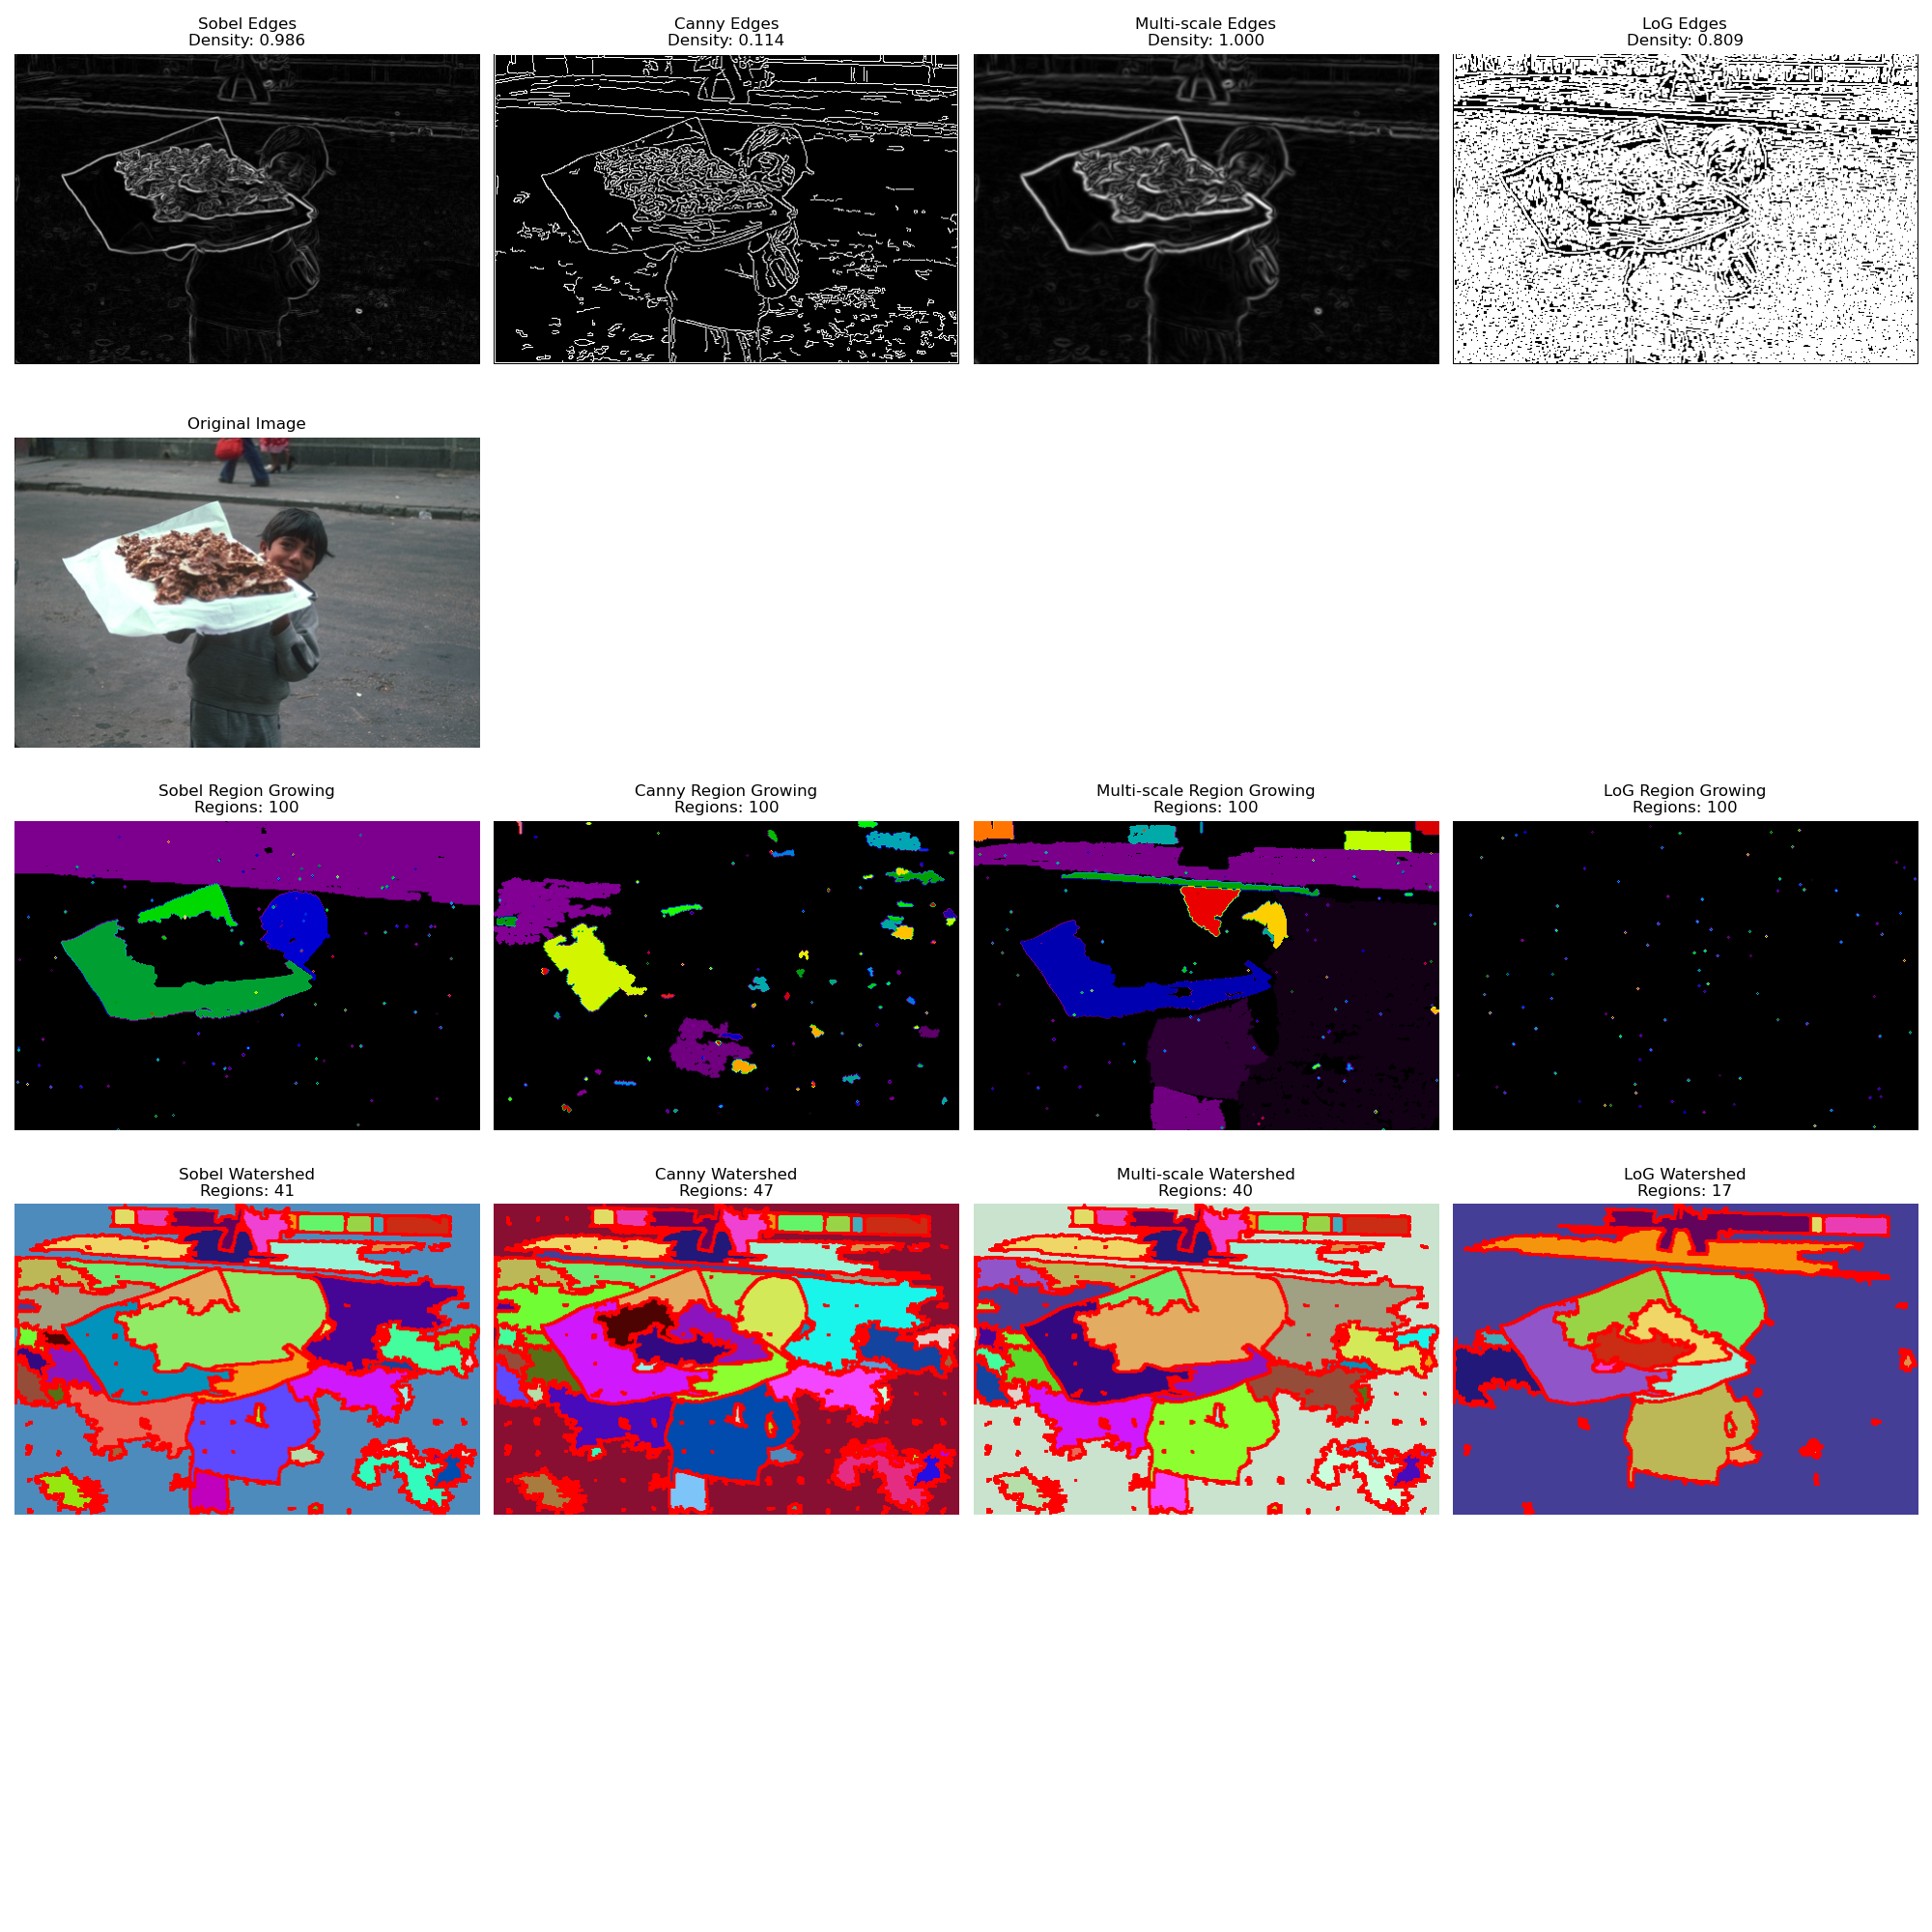 Sobel Edges
Density: 0.986
Canny Edges
Density: 0.114
Multi-scale Edges
Density: 1.000
LoG Edges
Density: 0.809
Original Image
Sobel Region Growing
Regions: 100
Canny Region Growing
Regions: 100
Multi-scale Region Growing
Regions: 100
LoG Region Growing
Regions: 100
Sobel Watershed
Regions: 41
Canny Watershed
Regions: 47
Multi-scale Watershed
Regions: 40
LoG Watershed
Regions: 17